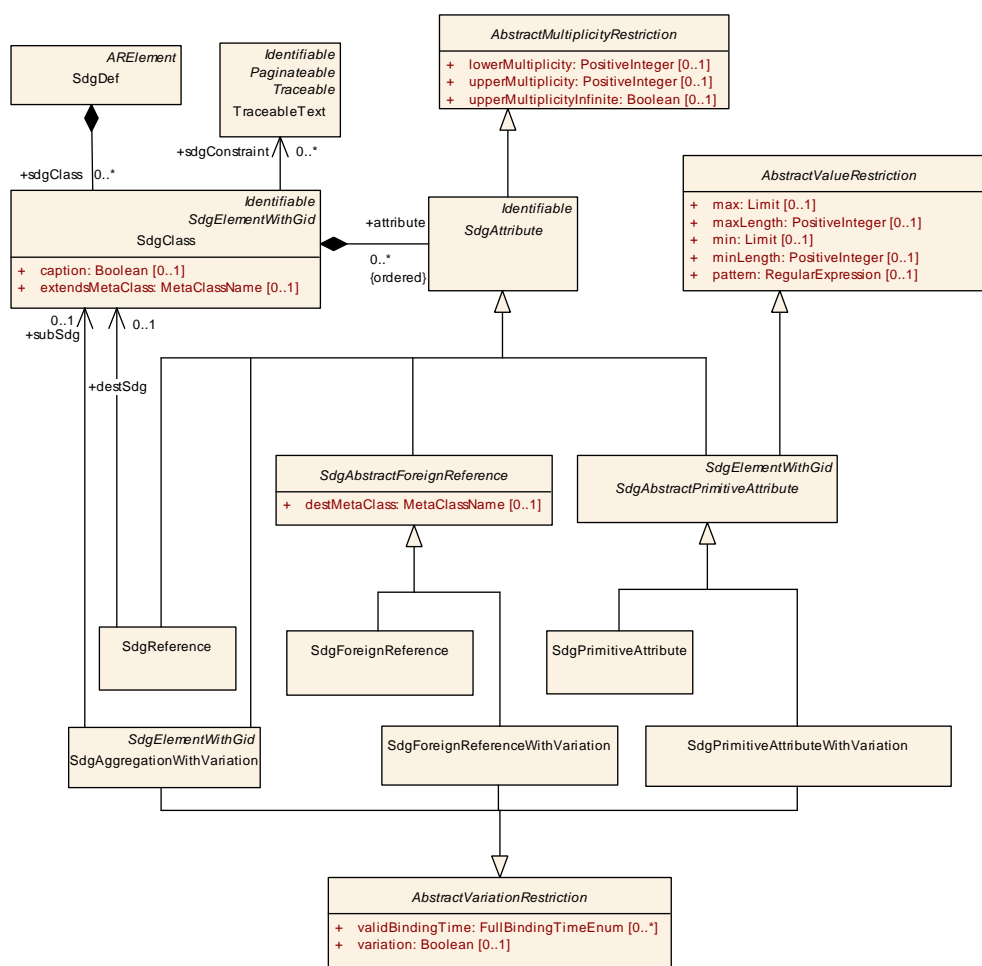 AbstractMultiplicityRestriction
+ lowerMultiplicity: PositiveInteger [0..1]
+ upperMultiplicity: PositiveInteger [0..1]
+ upperMultiplicityInfinite: Boolean [0..1]
ARElement
SdgDef
Identifiable
Paginateable
Traceable
TraceableText
+sdgConstraint
0..*
+sdgClass
0..*
AbstractValueRestriction
+ max: Limit [0..1]
+ maxLength: PositiveInteger [0..1]
+ min: Limit [0..1]
+ minLength: PositiveInteger [0..1]
+ pattern: RegularExpression [0..1]
Identifiable
SdgElementWithGid
SdgClass
+ caption: Boolean [0..1]
+ extendsMetaClass: MetaClassName [0..1]
+attribute
0..*
{ordered}
Identifiable
SdgAttribute
0..1
+subSdg
0..1
+destSdg
SdgAbstractForeignReference
+ destMetaClass: MetaClassName [0..1]
SdgElementWithGid
SdgAbstractPrimitiveAttribute
SdgReference
SdgForeignReference
SdgPrimitiveAttribute
SdgElementWithGid
SdgAggregationWithVariation
SdgForeignReferenceWithVariation
SdgPrimitiveAttributeWithVariation
AbstractVariationRestriction
+ validBindingTime: FullBindingTimeEnum [0..*]
+ variation: Boolean [0..1]